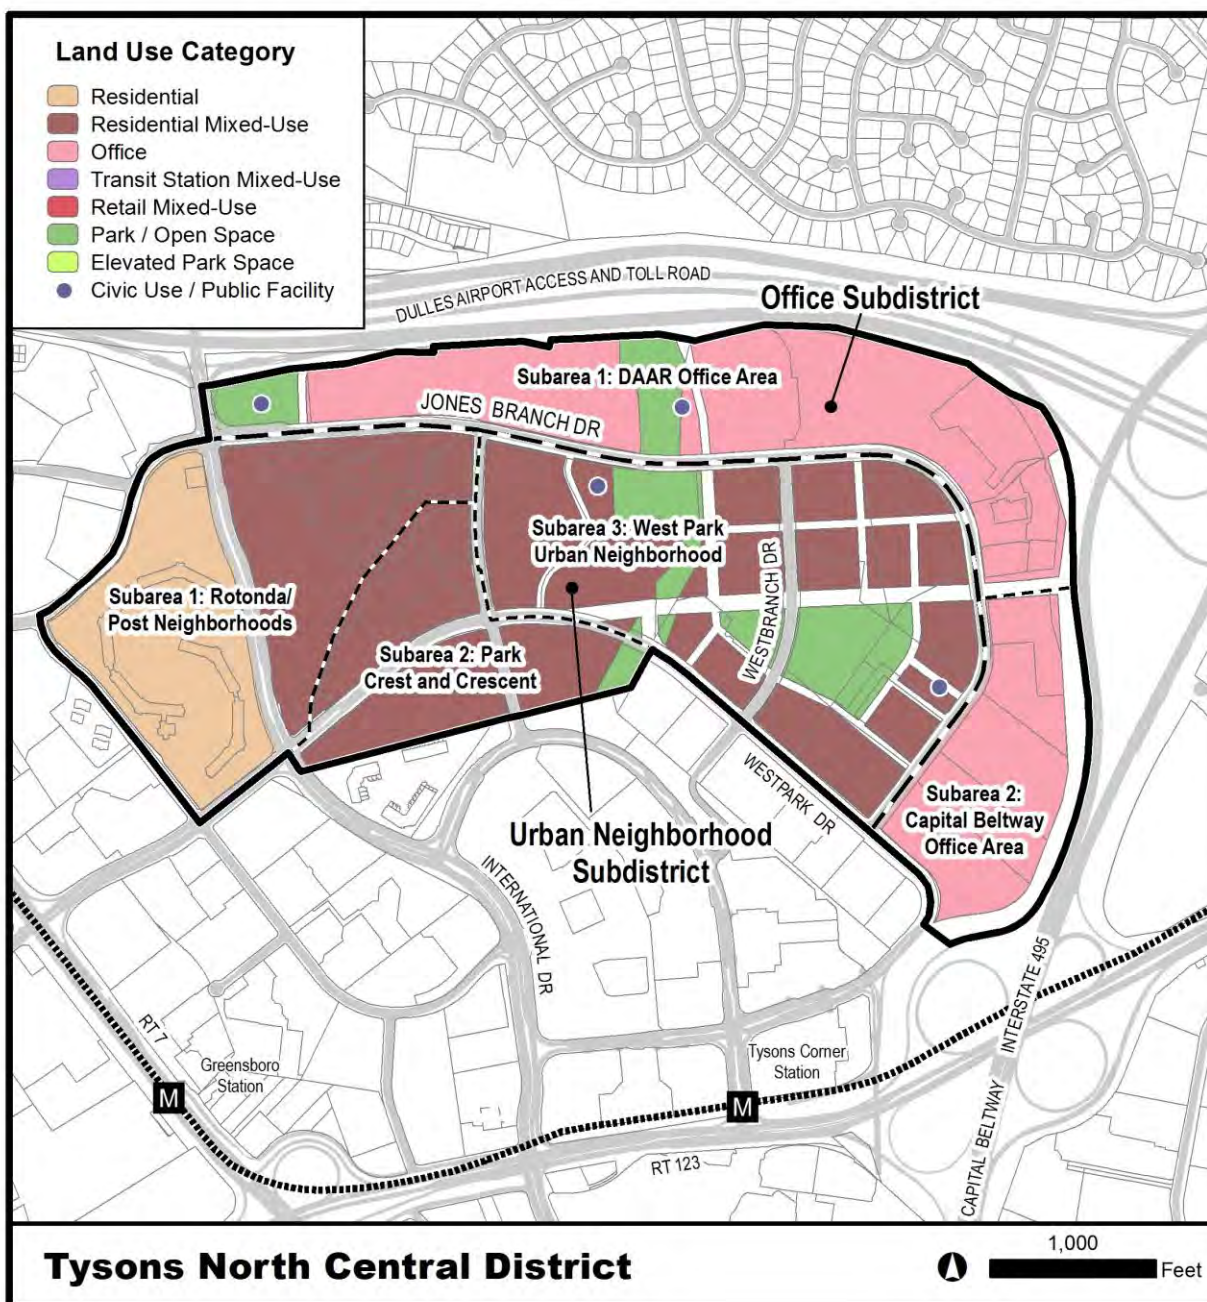 Land Use Category
Residential
Residential Mixed-Use
Office
Transit Station Mixed-Use
Retail Mixed-Use
Park / Open Space
Elevated Park Space
Civic Use / Public Facility
DULLES AIRPORT ACCESS AND TOLL ROAD
Office Subdistrict
Subarea 1: DAAR Office Area
JONES BRANCH DR
Subarea 3: West Park
Urban Neighborhood
WESTBRANCH DR
Subarea 1: Rotonda/
Post Neighborhoods
Subarea 2: Park
Crest and Crescent
WESTPARK DR
Subarea 2:
Capital Beltway
Office Area
Urban Neighborhood
Subdistrict
INTERNATIONAL DR
RT 7
Greensboro
Station
M
Tysons Corner
Station
M
RT 123
CAPITAL BELTWAY INTERSTATE 495
Tysons North Central District
1,000
Feet